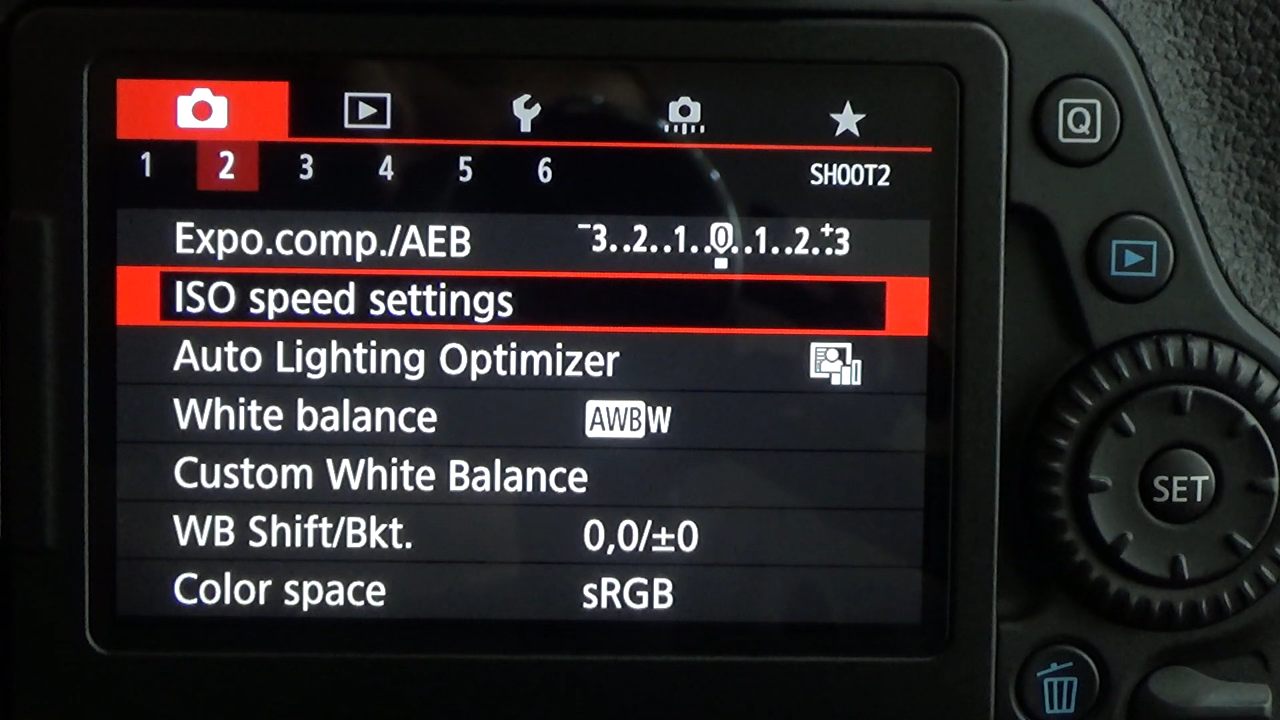 1 2 3 4 5 6 SHOOT2
Expo.comp./AEB -3..2..1..0..1..2.:+3
ISO speed settings
Auto Lighting Optimizer
White balance AWB W
Custom White Balance
WB Shift/Bkt. 0,0/±0
Color space sRGB
Q
SET